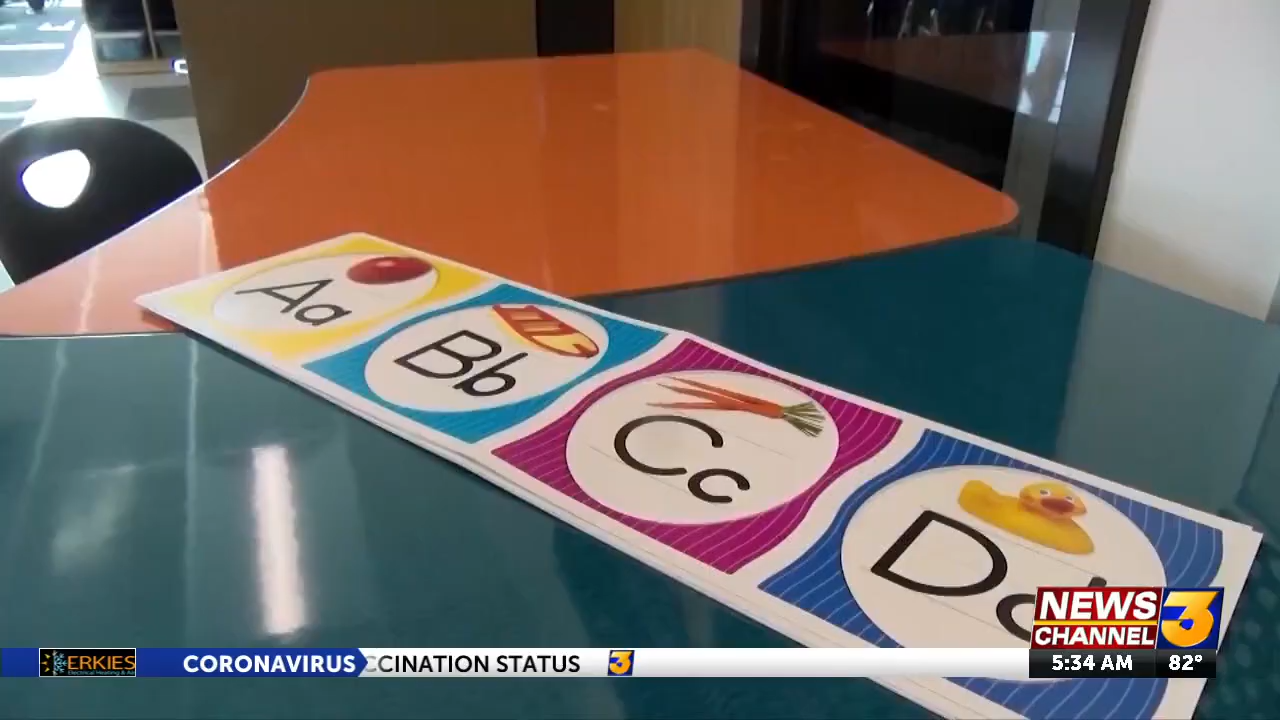 Aa
Bb
Cc
D
NEWS
CHANNEL 3
5:34 AM 82°
ERKIES
CORONAVIRUS
CCINATION STATUS 3